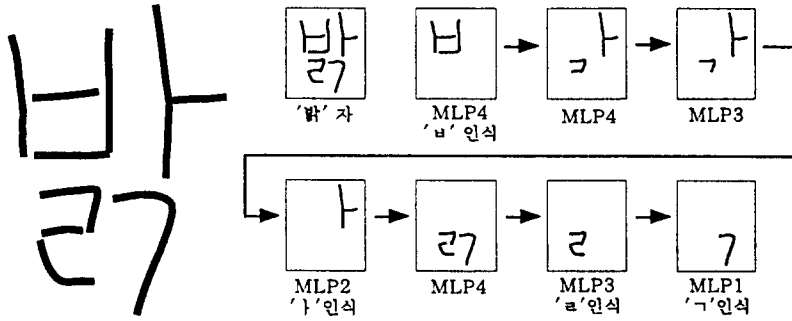 밝
밝 ㅂ ㅋ ㅏ ㄱ ㅏ
'밝' 자 MLP4 MLP4 MLP3
'ㅂ' 인식
ㅏ ㄺ ㄹ ㄱ
MLP2 MLP4 MLP3 MLP1
'ㅏ'인식 'ㄹ'인식 'ㄱ'인식